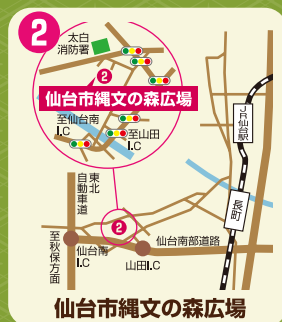 2
太白
消防署
2
仙台市縄文の森広場
至仙台南
I.C
至山田
I.C
JR仙台駅
長町
東北
自動車道
2
仙台南部道路
至秋保方面
仙台南
I.C
山田I.C
仙台市縄文の森広場